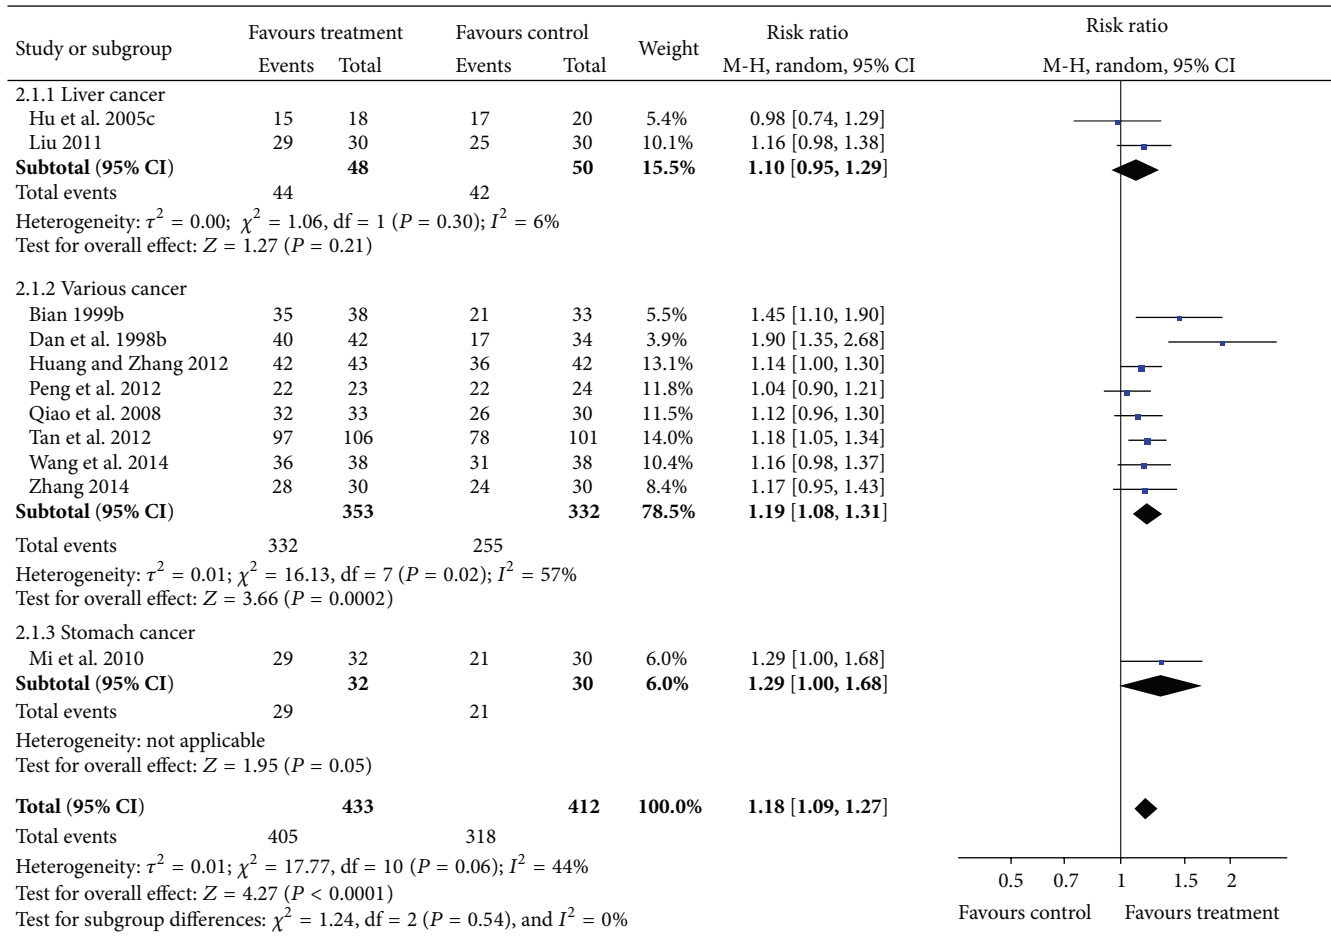 Study or subgroup Favours treatment Favours control Weight Risk ratio Risk ratio
Events Total Events Total M-H, random, 95% CI M-H, random, 95% CI
2.1.1 Liver cancer
Hu et al. 2005c 15 18 17 20 5.4% 0.98 [0.74, 1.29]
Liu 2011 29 30 25 30 10.1% 1.16 [0.98, 1.38]
Subtotal (95% CI) 48 50 15.5% 1.10 [0.95, 1.29]
Total events 44 42
Heterogeneity: τ² = 0.00; χ² = 1.06, df = 1 (P = 0.30); I² = 6%
Test for overall effect: Z = 1.27 (P = 0.21)
2.1.2 Various cancer
Bian 1999b 35 38 21 33 5.5% 1.45 [1.10, 1.90]
Dan et al. 1998b 40 42 17 34 3.9% 1.90 [1.35, 2.68]
Huang and Zhang 2012 42 43 36 42 13.1% 1.14 [1.00, 1.30]
Peng et al. 2012 22 23 22 24 11.8% 1.04 [0.90, 1.21]
Qiao et al. 2008 32 33 26 30 11.5% 1.12 [0.96, 1.30]
Tan et al. 2012 97 106 78 101 14.0% 1.18 [1.05, 1.34]
Wang et al. 2014 36 38 31 38 10.4% 1.16 [0.98, 1.37]
Zhang 2014 28 30 24 30 8.4% 1.17 [0.95, 1.43]
Subtotal (95% CI) 353 332 78.5% 1.19 [1.08, 1.31]
Total events 332 255
Heterogeneity: τ² = 0.01; χ² = 16.13, df = 7 (P = 0.02); I² = 57%
Test for overall effect: Z = 3.66 (P = 0.0002)
2.1.3 Stomach cancer
Mi et al. 2010 29 32 21 30 6.0% 1.29 [1.00, 1.68]
Subtotal (95% CI) 32 30 6.0% 1.29 [1.00, 1.68]
Total events 29 21
Heterogeneity: not applicable
Test for overall effect: Z = 1.95 (P = 0.05)
Total (95% CI) 433 412 100.0% 1.18 [1.09, 1.27]
Total events 405 318
Heterogeneity: τ² = 0.01; χ² = 17.77, df = 10 (P = 0.06); I² = 44%
Test for overall effect: Z = 4.27 (P < 0.0001)
Test for subgroup differences: χ² = 1.24, df = 2 (P = 0.54), and I² = 0%
0.5 0.7 1 1.5 2
Favours control Favours treatment